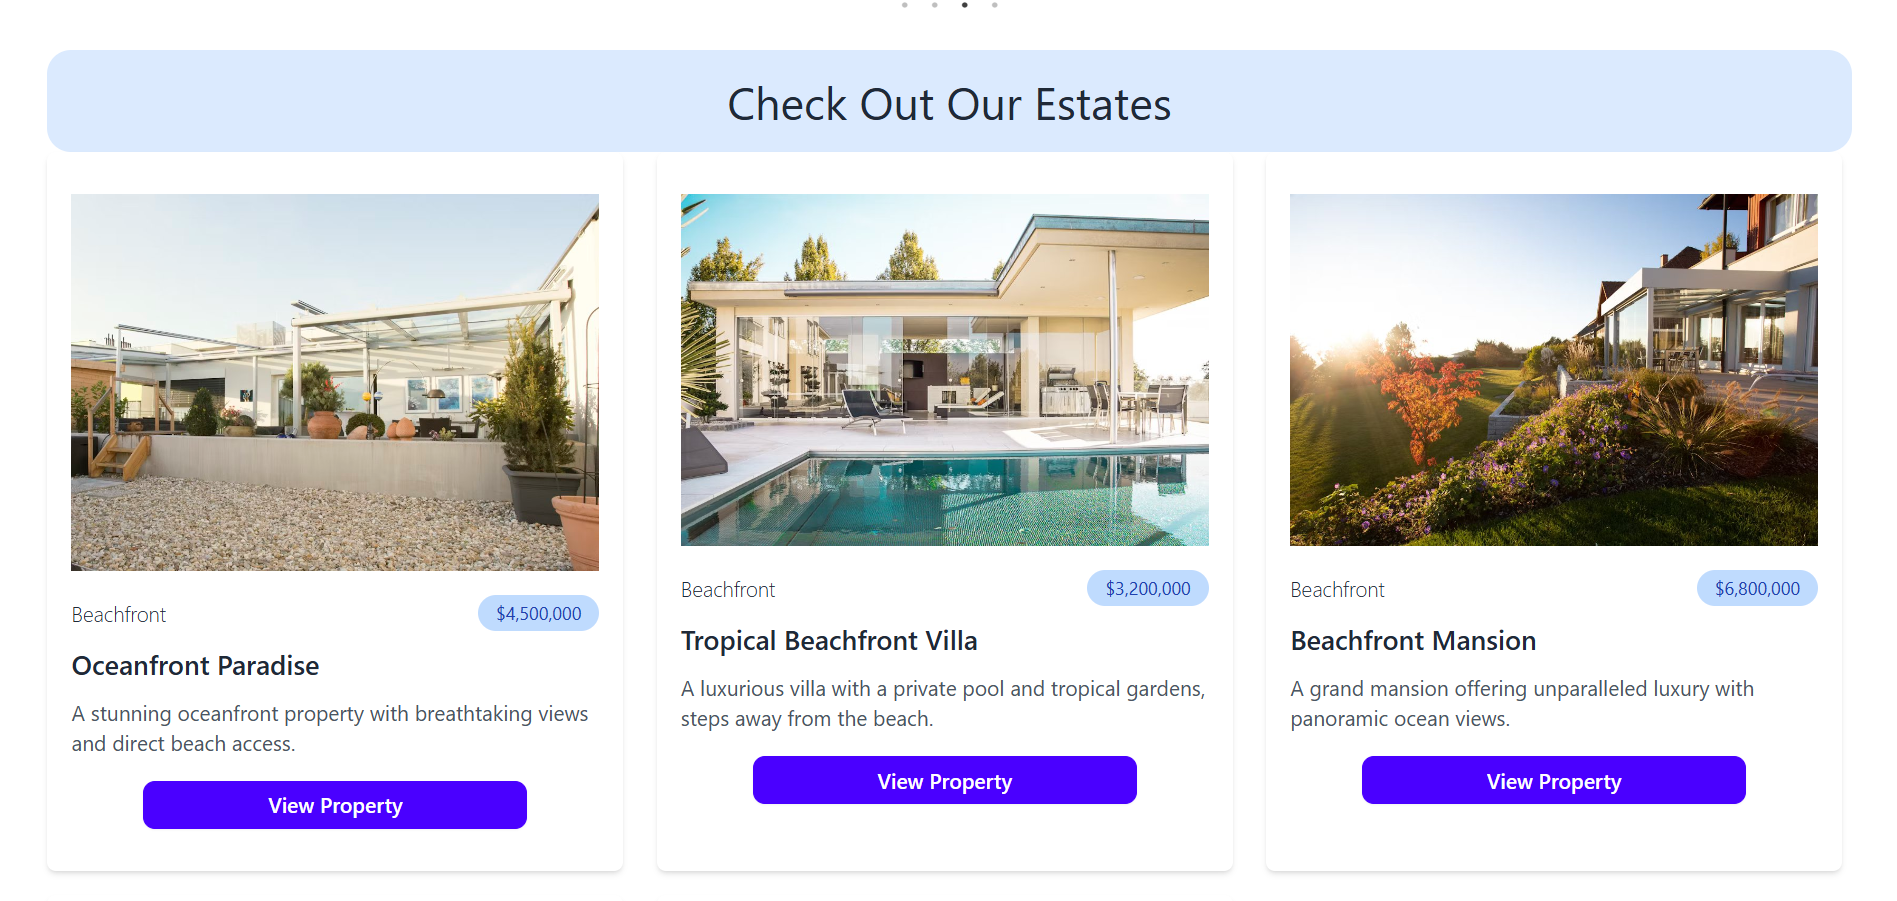 Check Out Our Estates
Beachfront
$4,500,000
Oceanfront Paradise
A stunning oceanfront property with breathtaking views
and direct beach access.
View Property
Beachfront
$3,200,000
Tropical Beachfront Villa
A luxurious villa with a private pool and tropical gardens,
steps away from the beach.
View Property
Beachfront
$6,800,000
Beachfront Mansion
A grand mansion offering unparalleled luxury with
panoramic ocean views.
View Property